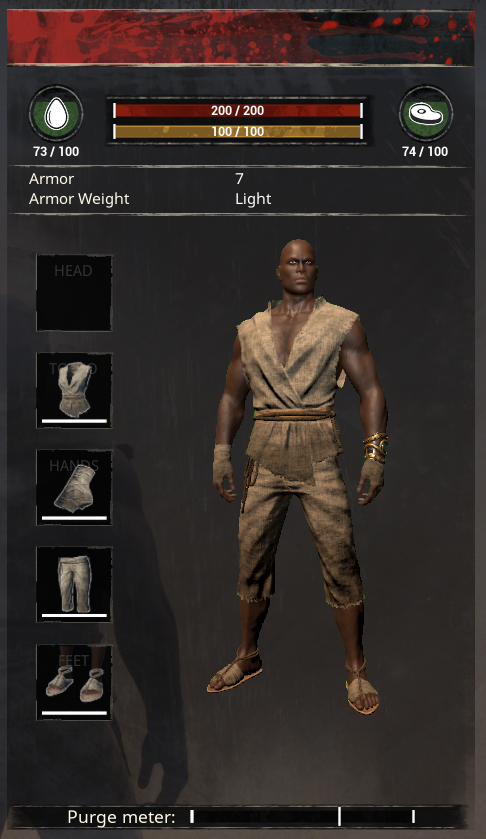 200 / 200
100 / 100
73 / 100
74 / 100
Armor 7
Armor Weight Light
HEAD
HANDS
FEET
Purge meter: